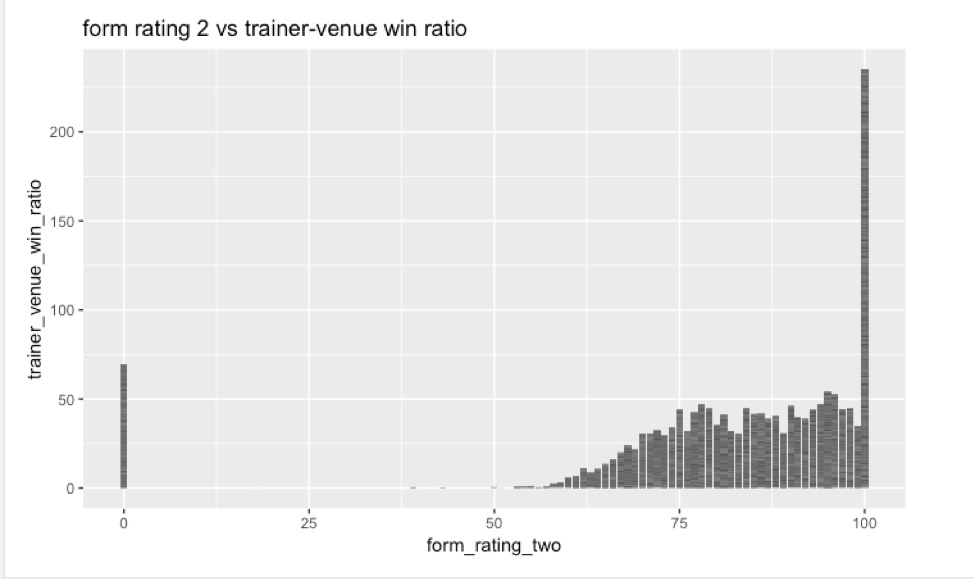 form rating 2 vs trainer-venue win ratio
200
150
100
50
0
trainer_venue_win_ratio
0 25 50 75 100
form_rating_two